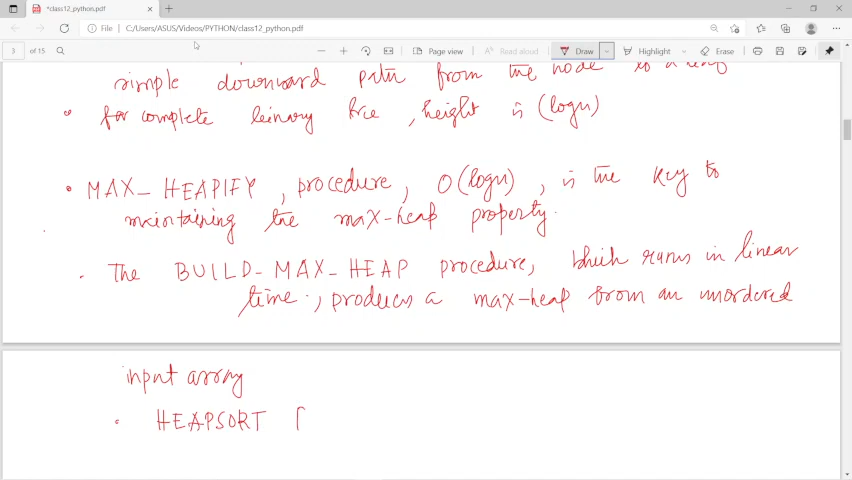 *class12_python.pdf
File
C:/Users/ASUS/Videos/PYTHON/class12_python.pdf
3 of 15
Page view
Read aloud
Draw
Highlight
Erase
simple downward path from the node to a leaf
• for complete binary tree, height is (logn)
• MAX_HEAPIFY, procedure, O(logn), is the key to
maintaining the max-heap property.
• The BUILD-MAX-HEAP procedure, which runs in linear
time, produces a max-heap from an unordered
input array
• HEAPSORT